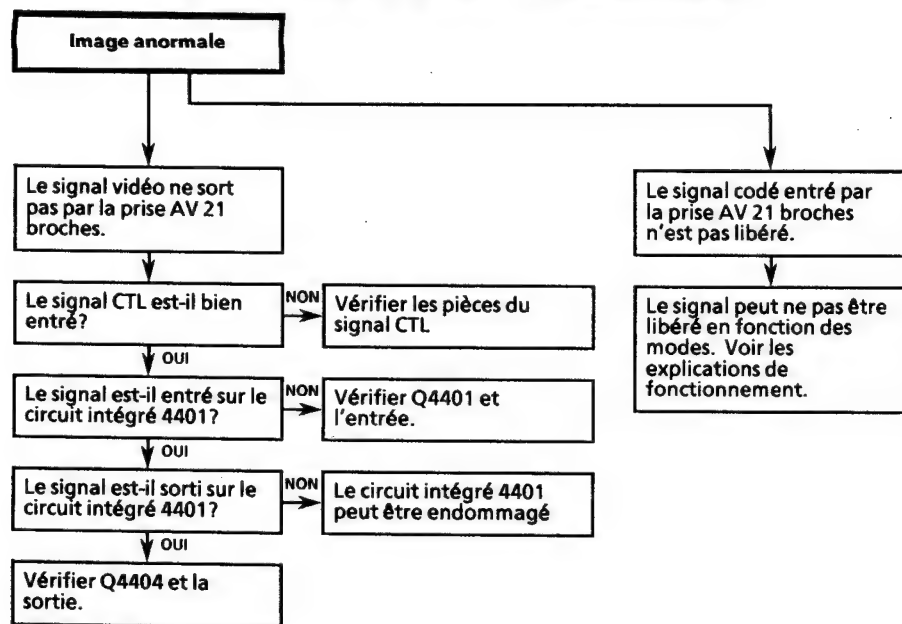 Image anormale
Le signal vidéo ne sort
pas par la prise AV 21
broches.
Le signal codé entré par
la prise AV 21 broches
n'est pas libéré.
Le signal CTL est-il bien
entré?
NON
Vérifier les pièces du
signal CTL
Le signal peut ne pas être
libéré en fonction des
modes. Voir les
explications de
fonctionnement.
OUI
Le signal est-il entré sur le
circuit intégré 4401?
NON
Vérifier Q4401 et
l'entrée.
OUI
Le signal est-il sorti sur le
circuit intégré 4401?
NON
Le circuit intégré 4401
peut être endommagé
OUI
Vérifier Q4404 et la
sortie.